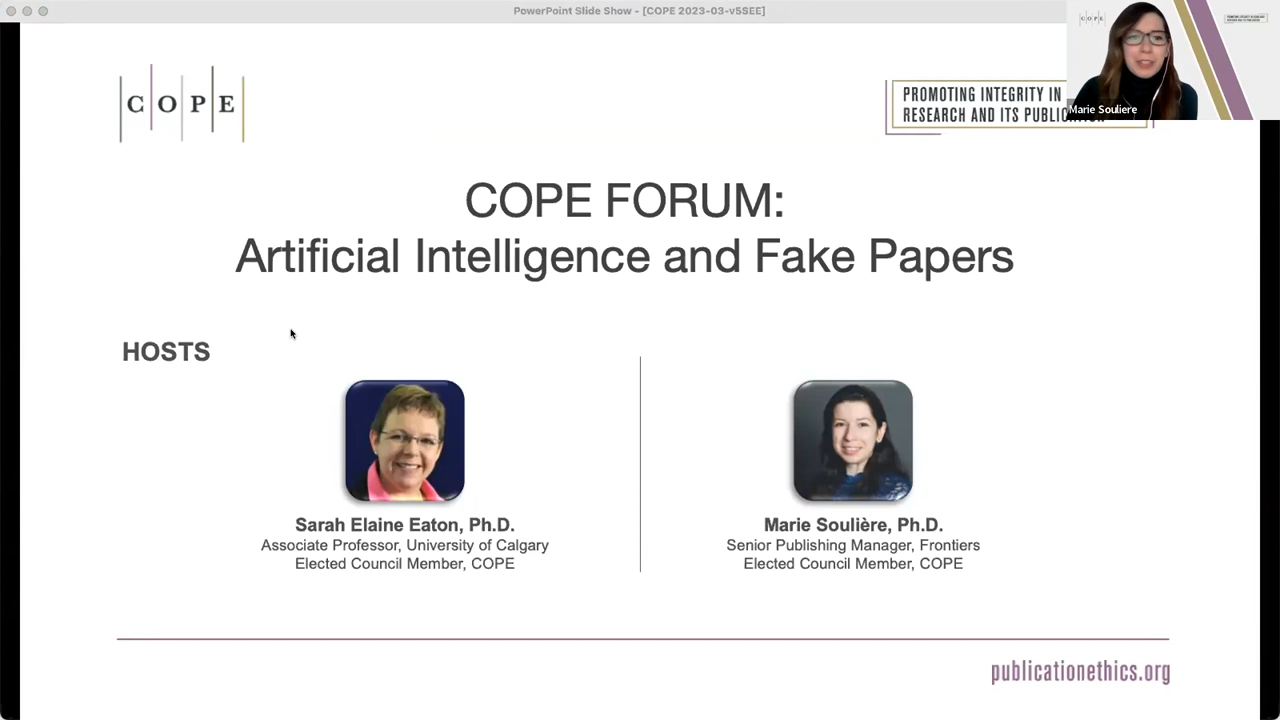 PowerPoint Slide Show - [COPE 2023-03-v5SEE]
COPE
PROMOTING INTEGRITY IN
RESEARCH AND ITS
Marie Souliere
COPE
COPE FORUM:
Artificial Intelligence and Fake Papers
HOSTS
Sarah Elaine Eaton, Ph.D.
Associate Professor, University of Calgary
Elected Council Member, COPE
Marie Soulière, Ph.D.
Senior Publishing Manager, Frontiers
Elected Council Member, COPE
publicationethics.org